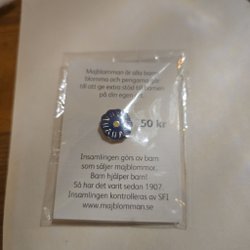 Majblomman är alla barns
blomma och pengarna går
till att ge extra stöd till barnen
på din egen ort.
50 kr
Insamlingen görs av barn
som säljer majblommor.
Barn hjälper barn!
Så har det varit sedan 1907.
Insamlingen kontrolleras av SFI
www.majblomman.se